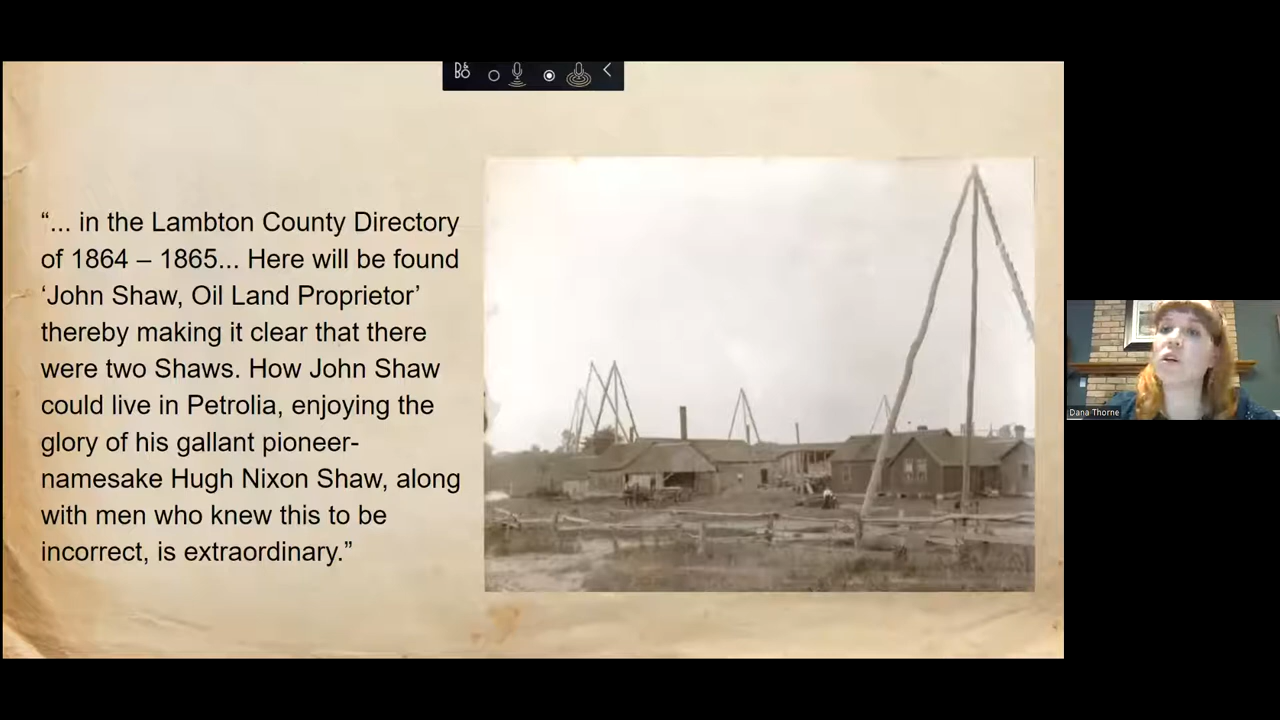 B&O
“... in the Lambton County Directory
of 1864 – 1865... Here will be found
‘John Shaw, Oil Land Proprietor’
thereby making it clear that there
were two Shaws. How John Shaw
could live in Petrolia, enjoying the
glory of his gallant pioneer-
namesake Hugh Nixon Shaw, along
with men who knew this to be
incorrect, is extraordinary.”
Dana Thorne